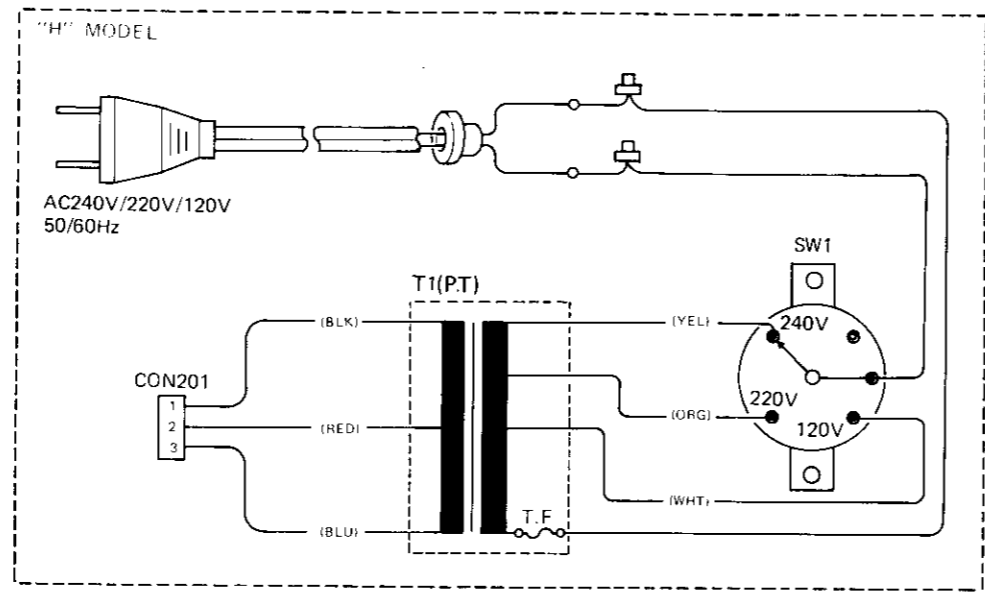 "H" MODEL
AC240V/220V/120V
50/60Hz
SW1
T1(P.T)
(BLK)
(YEL)
240V
CON201
1
2
3
(RED)
(ORG)
220V
120V
(WHT)
T.F
(BLU)